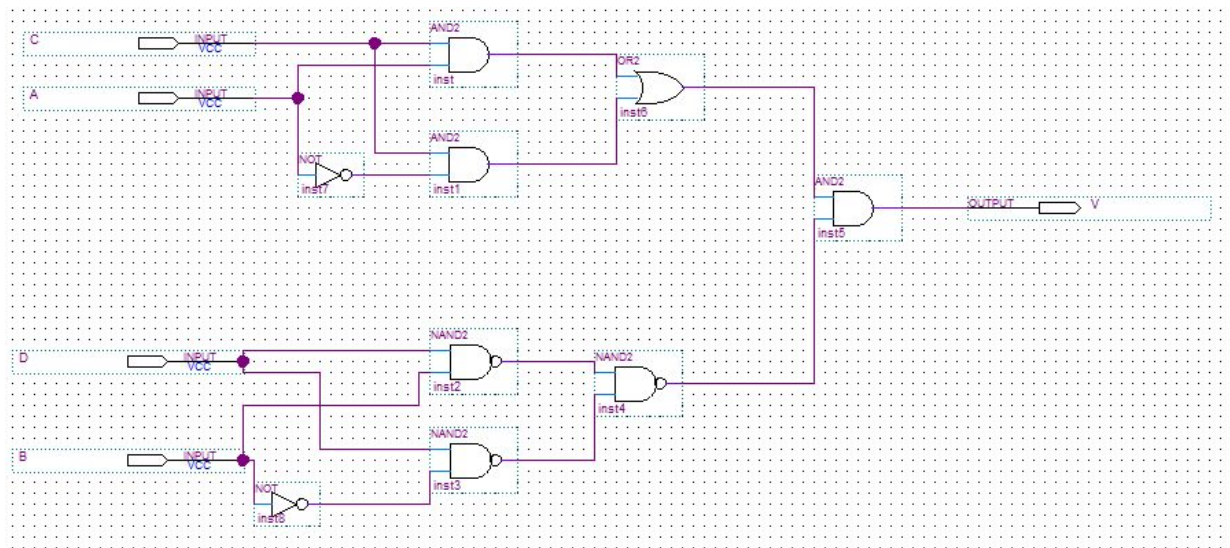 C
INPUT
VCC
AND2
inst
OR2
inst6
A
INPUT
VCC
NOT
inst7
AND2
inst1
AND2
inst5
OUTPUT
V
D
INPUT
VCC
NAND2
inst2
NAND2
inst4
B
INPUT
VCC
NOT
inst8
NAND2
inst3